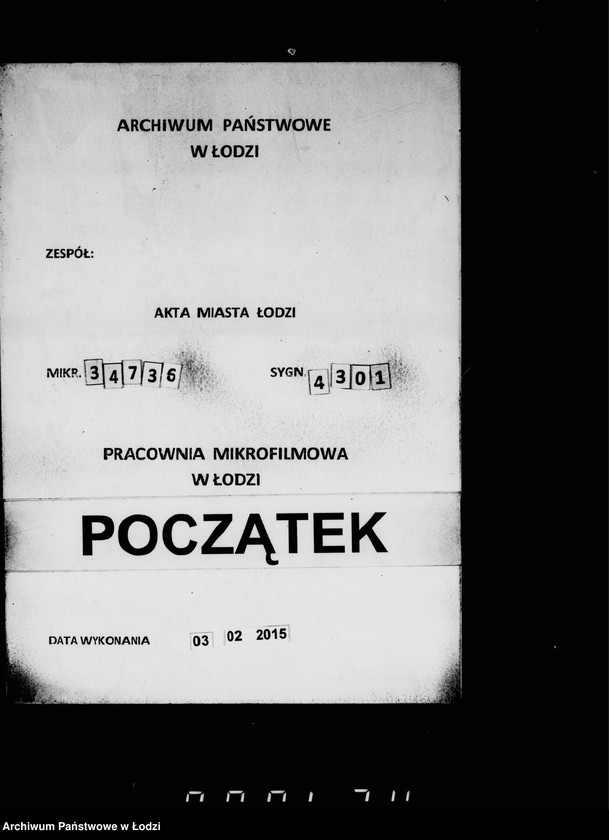 ARCHIWUM PAŃSTWOWE
W ŁODZI
ZESPÓŁ:
AKTA MIASTA ŁODZI
MIKR. 34736 SYGN. 4301
PRACOWNIA MIKROFILMOWA
W ŁODZI
POCZĄTEK
DATA WYKONANIA 03 02 2015
Archiwum Państwowe w Łodzi